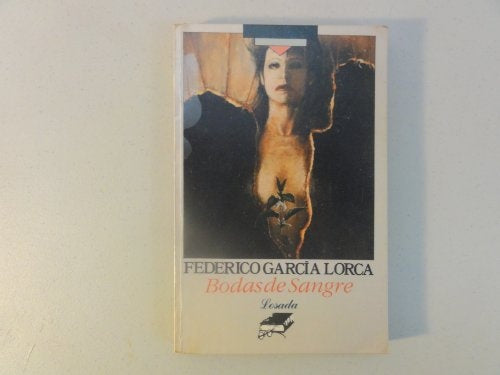 FEDERICO GARCÍA LORCA
Bodas de Sangre
Losada